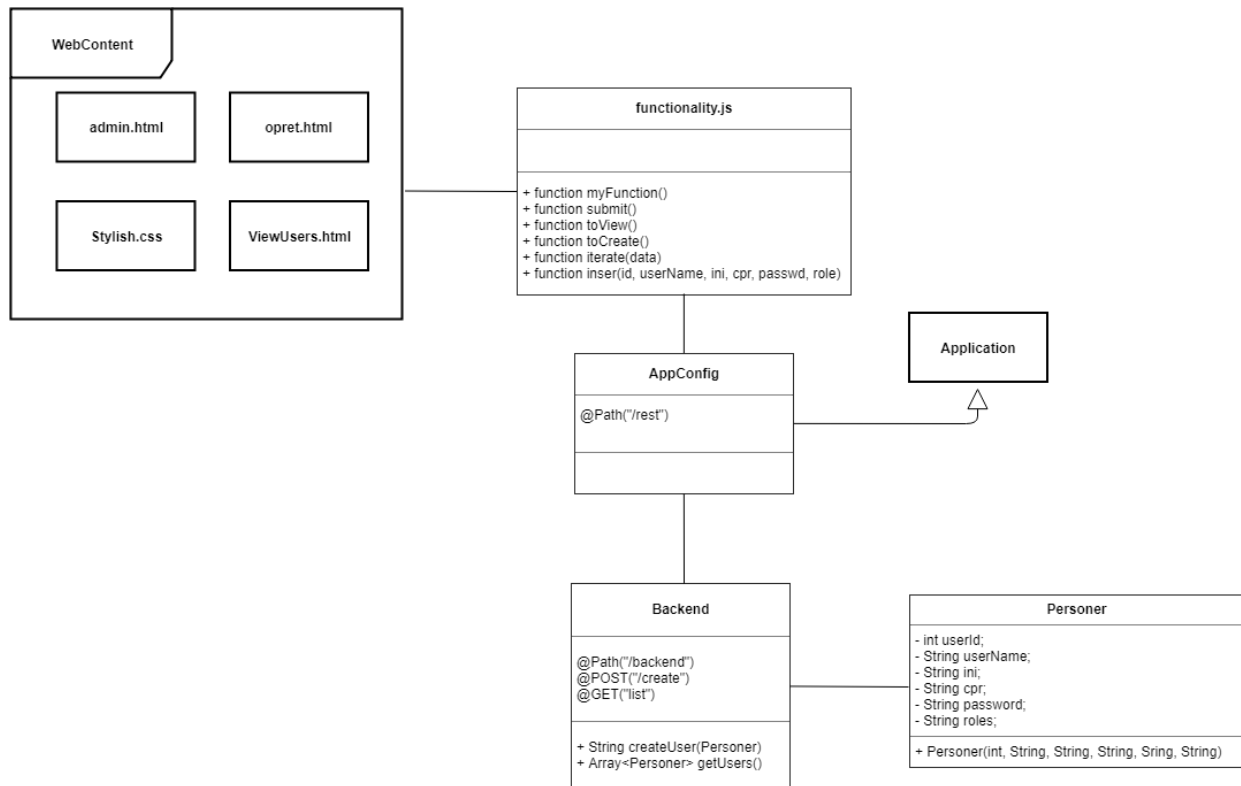 WebContent
admin.html
opret.html
Stylish.css
ViewUsers.html
functionality.js
+ function myFunction()
+ function submit()
+ function toView()
+ function toCreate()
+ function iterate(data)
+ function inser(id, userName, ini, cpr, passwd, role)
Application
AppConfig
@Path("/rest")
Backend
@Path("/backend")
@POST("/create")
@GET("list")
+ String createUser(Personer)
+ Array<Personer> getUsers()
Personer
- int userId;
- String userName;
- String ini;
- String cpr;
- String password;
- String roles;
+ Personer(int, String, String, String, Sring, String)